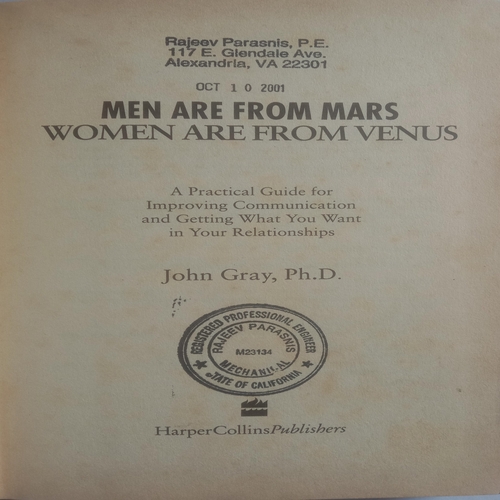 Rajeev Parasnis, P.E.
117 E. Glendale Ave.
Alexandria, VA 22301
OCT 10 2001
MEN ARE FROM MARS
WOMEN ARE FROM VENUS
A Practical Guide for
Improving Communication
and Getting What You Want
in Your Relationships
John Gray, Ph.D.
REGISTERED PROFESSIONAL ENGINEER
RAJEEV PARASNIS
M23134
MECHANICAL
STATE OF CALIFORNIA
HarperCollinsPublishers